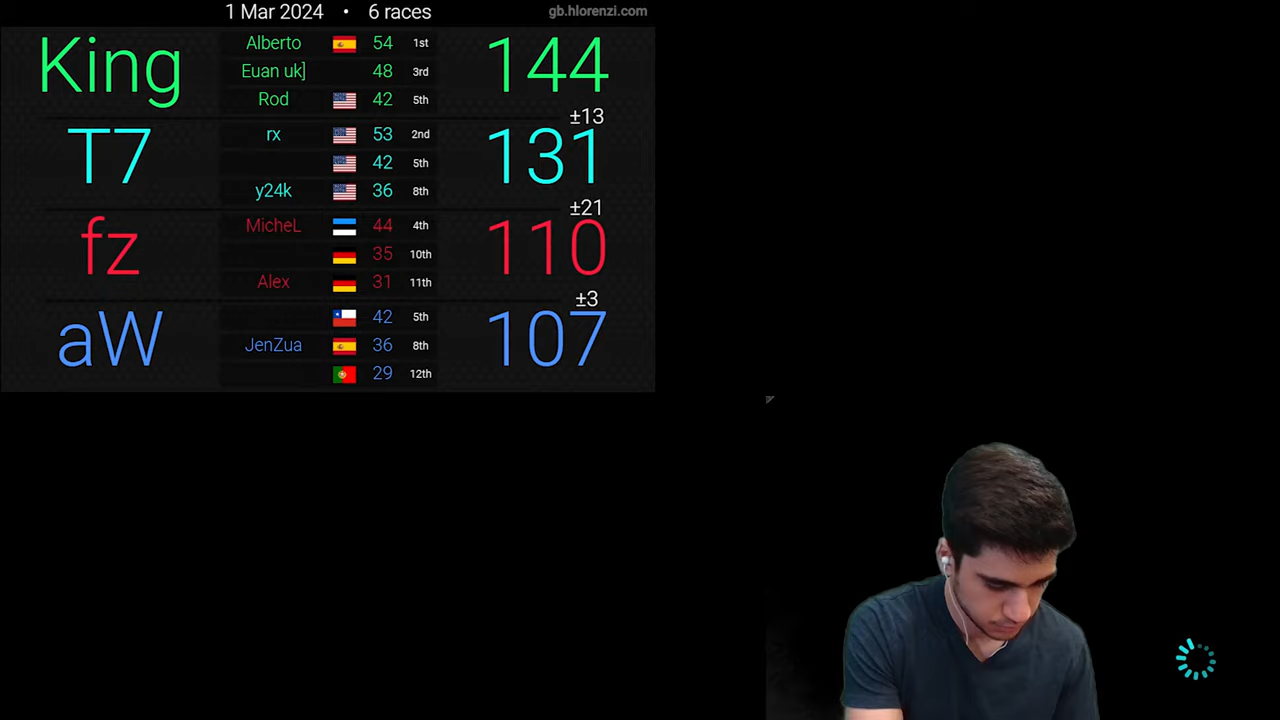 1 Mar 2024 • 6 races
gb.hlorenzi.com
King
Alberto 54 1st
Euan uk] 48 3rd
Rod 42 5th
144
±13
T7
rx 53 2nd
42 5th
y24k 36 8th
131
±21
fz
MicheL 44 4th
35 10th
Alex 31 11th
110
±3
aW
42 5th
JenZua 36 8th
29 12th
107